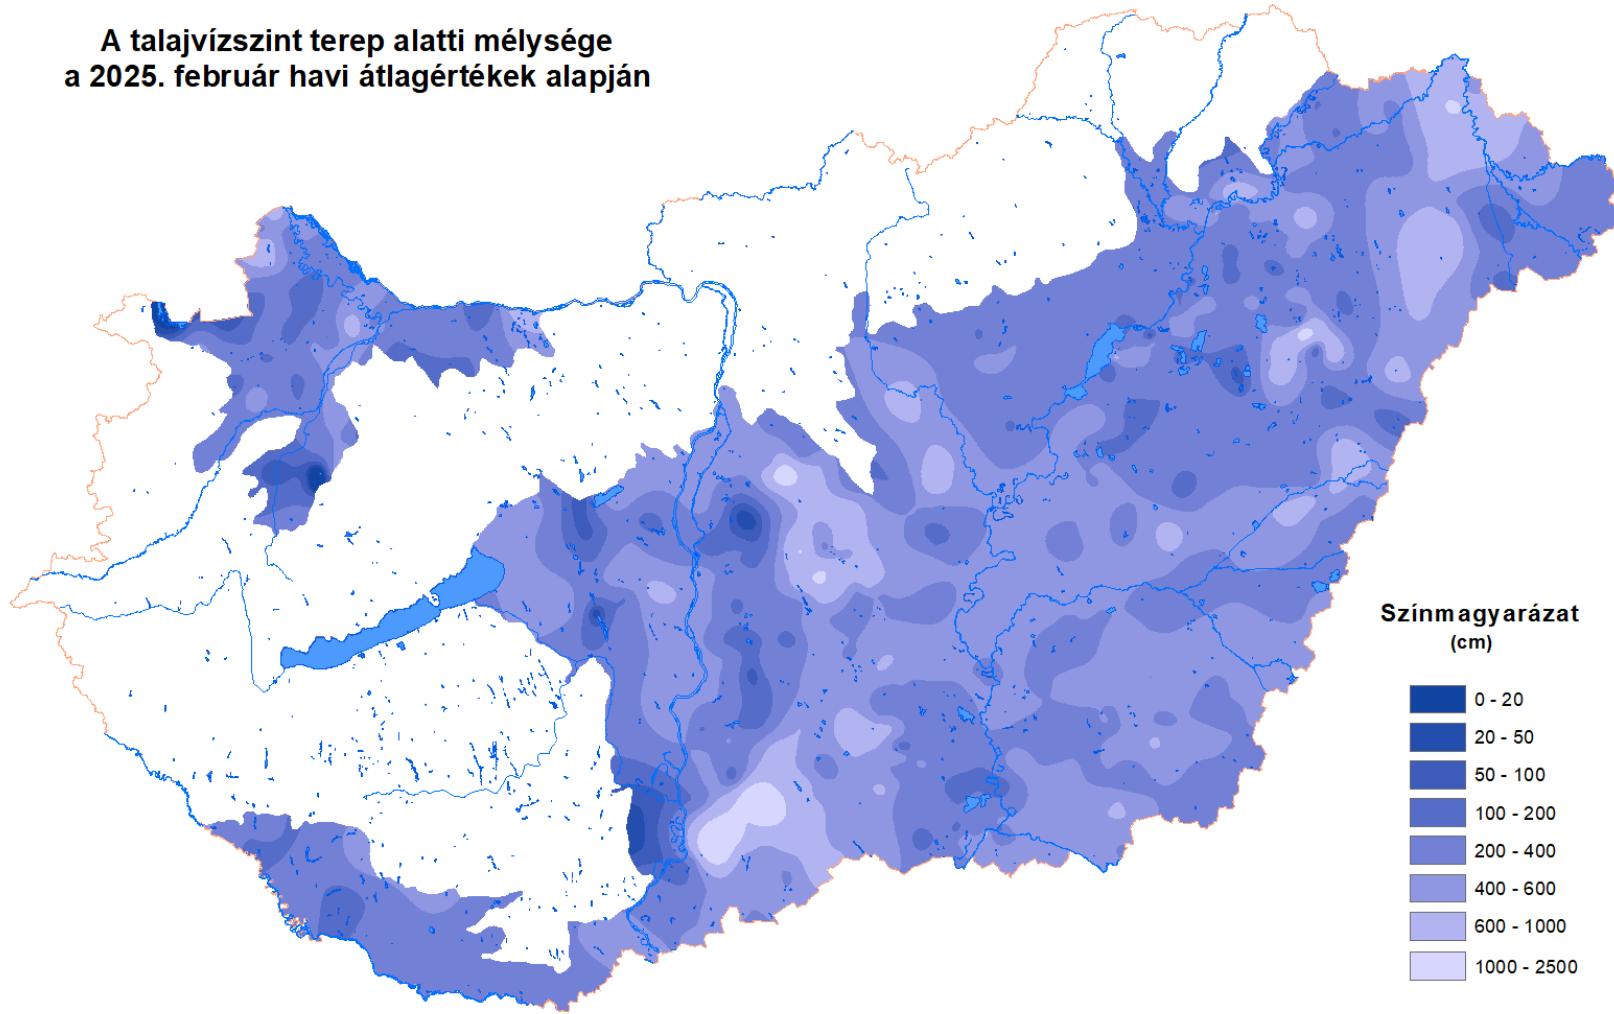 A talajvízszint terep alatti mélysége
a 2025. február havi átlagértékek alapján
Színmagyarázat
(cm)
0 - 20
20 - 50
50 - 100
100 - 200
200 - 400
400 - 600
600 - 1000
1000 - 2500